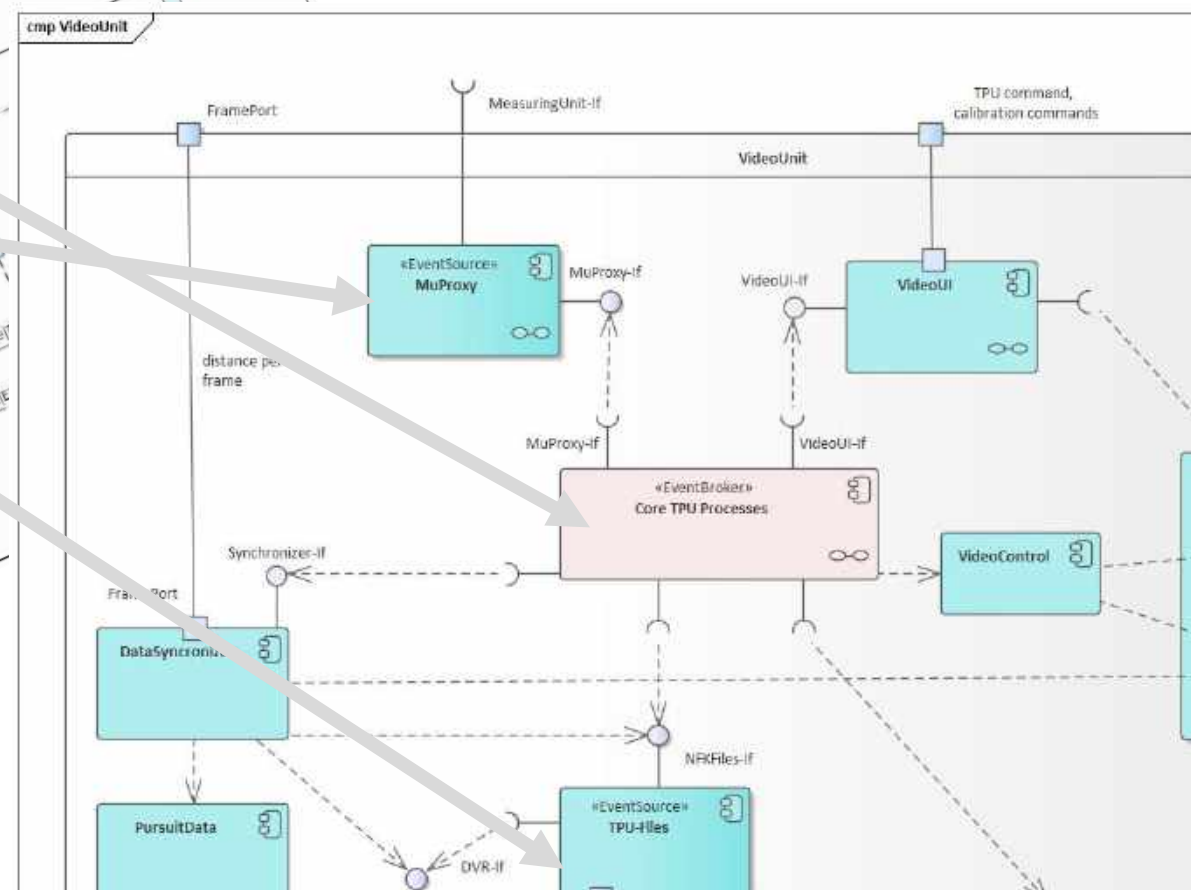 cmp VideoUnit
FramePort
MeasuringUnit-If
TPU command,
calibration commands
VideoUnit
«EventSource»
MuProxy
MuProxy-If
VideoUI-If
VideoUI
distance
frame
MuProxy-If
VideoUI-If
«EventBroker»
Core TPU Processes
Synchronizer-If
VideoControl
NFKFiles-If
«EventSource»
TPU-Files
PursuitData
DVR-If